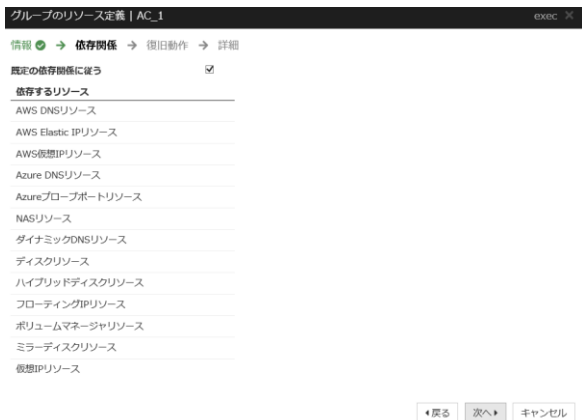 グループのリソース定義 | AC_1 exec ×
情報 → 依存関係 → 復旧動作 → 詳細
既定の依存関係に従う
依存するリソース
AWS DNSリソース
AWS Elastic IPリソース
AWS仮想IPリソース
Azure DNSリソース
Azureプローブポートリソース
NASリソース
ダイナミックDNSリソース
ディスクリソース
ハイブリッドディスクリソース
フローティングIPリソース
ボリュームマネージャリソース
ミラーディスクリソース
仮想IPリソース
戻る 次へ キャンセル